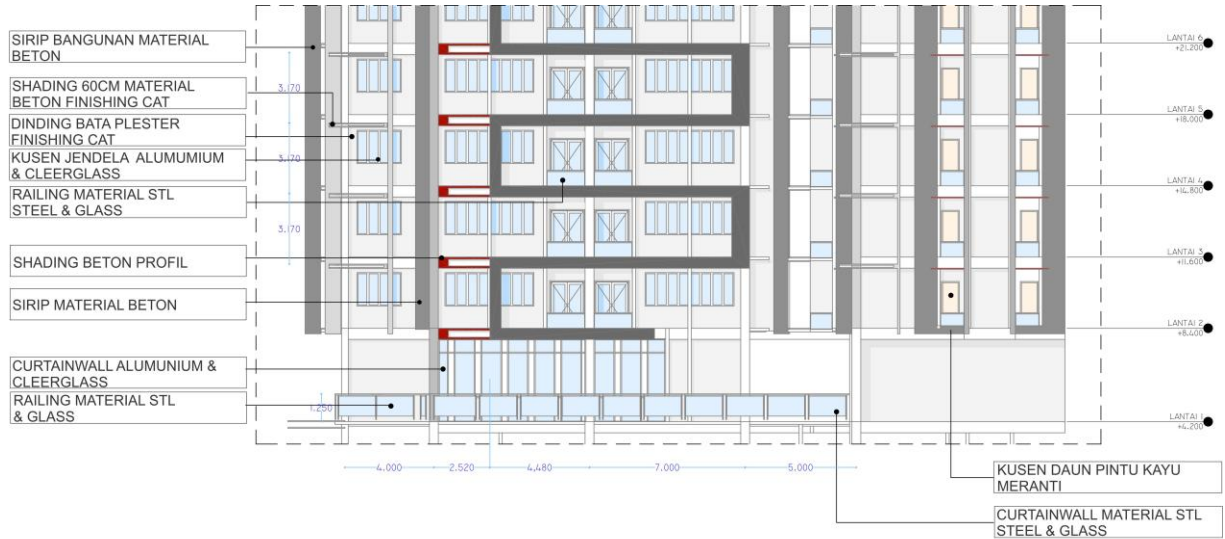 SIRIP BANGUNAN MATERIAL
BETON
SHADING 60CM MATERIAL
BETON FINISHING CAT
DINDING BATA PLESTER
FINISHING CAT
KUSEN JENDELA ALUMUMIUM
& CLEERGLASS
RAILING MATERIAL STL
STEEL & GLASS
SHADING BETON PROFIL
SIRIP MATERIAL BETON
CURTAINWALL ALUMUNIUM &
CLEERGLASS
RAILING MATERIAL STL
& GLASS
3.170
3.170
3.170
1.250
4.000
2.520
4.480
7.000
5.000
LANTAI 6
+21.200
LANTAI 5
+18.000
LANTAI 4
+14.800
LANTAI 3
+11.600
LANTAI 2
+8.400
LANTAI 1
+4.200
KUSEN DAUN PINTU KAYU
MERANTI
CURTAINWALL MATERIAL STL
STEEL & GLASS